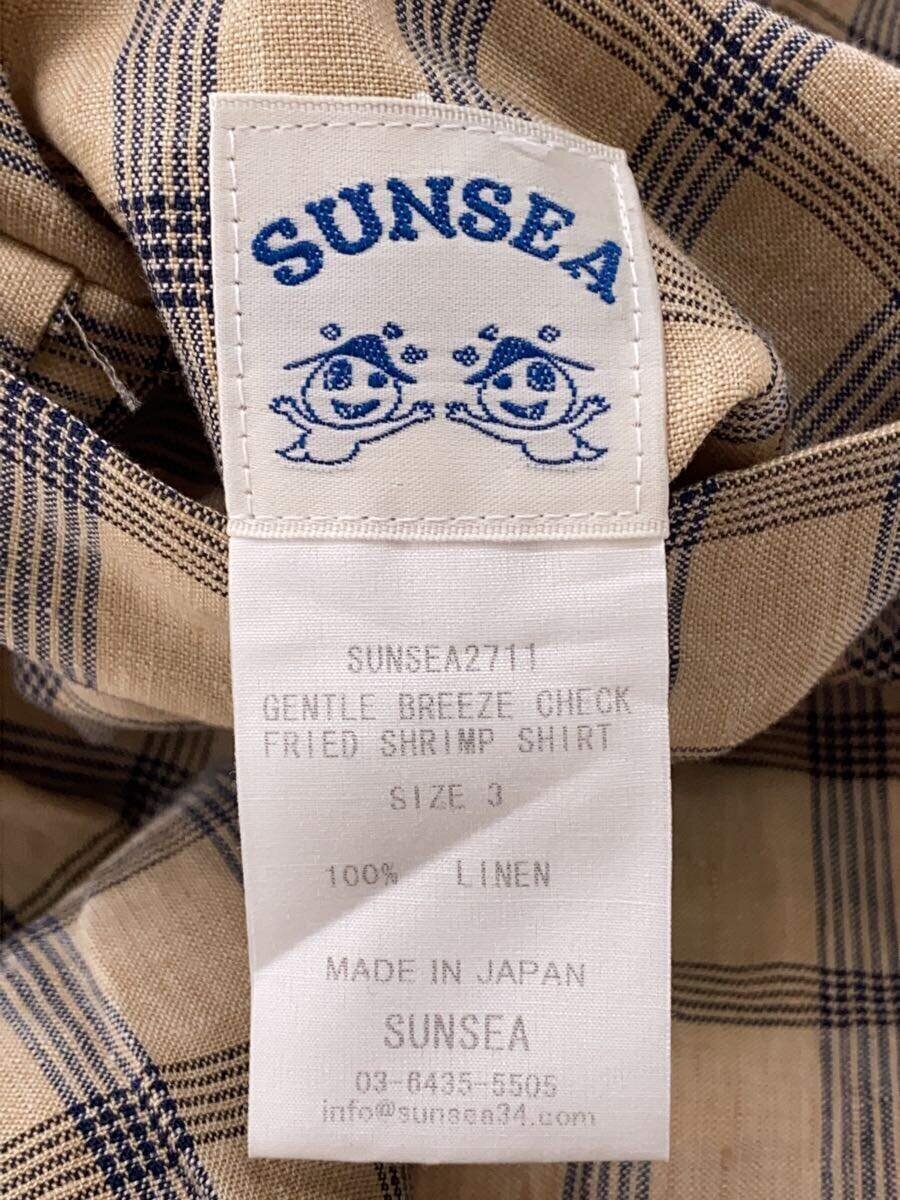 SUNSEA
SUNSEA2711
GENTLE BREEZE CHECK
FRIED SHRIMP SHIRT
SIZE 3
100% LINEN
MADE IN JAPAN
SUNSEA
03-6435-5505
info@sunsea34.com